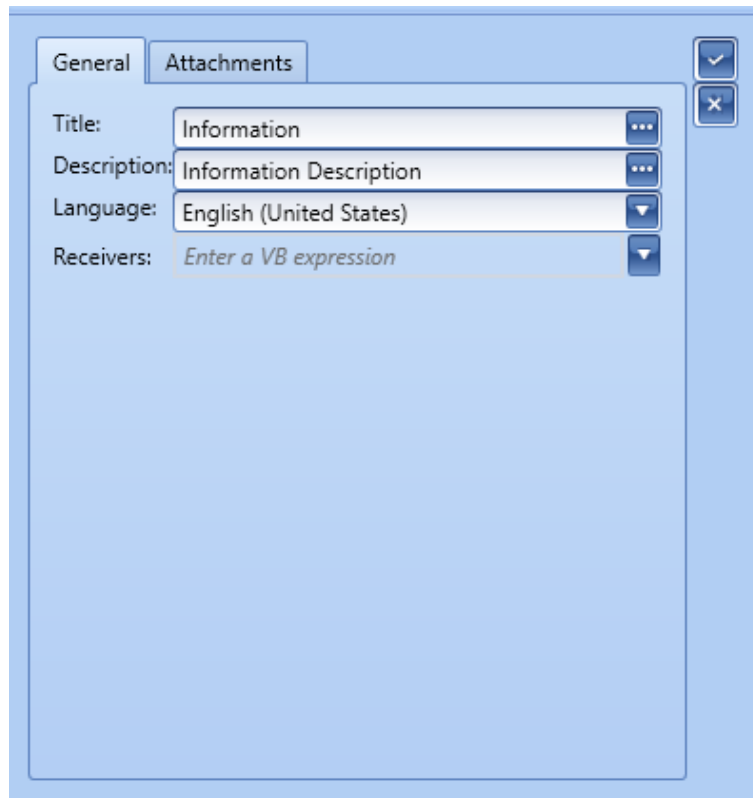 General Attachments
Title: Information
Description: Information Description
Language: English (United States)
Receivers: Enter a VB expression